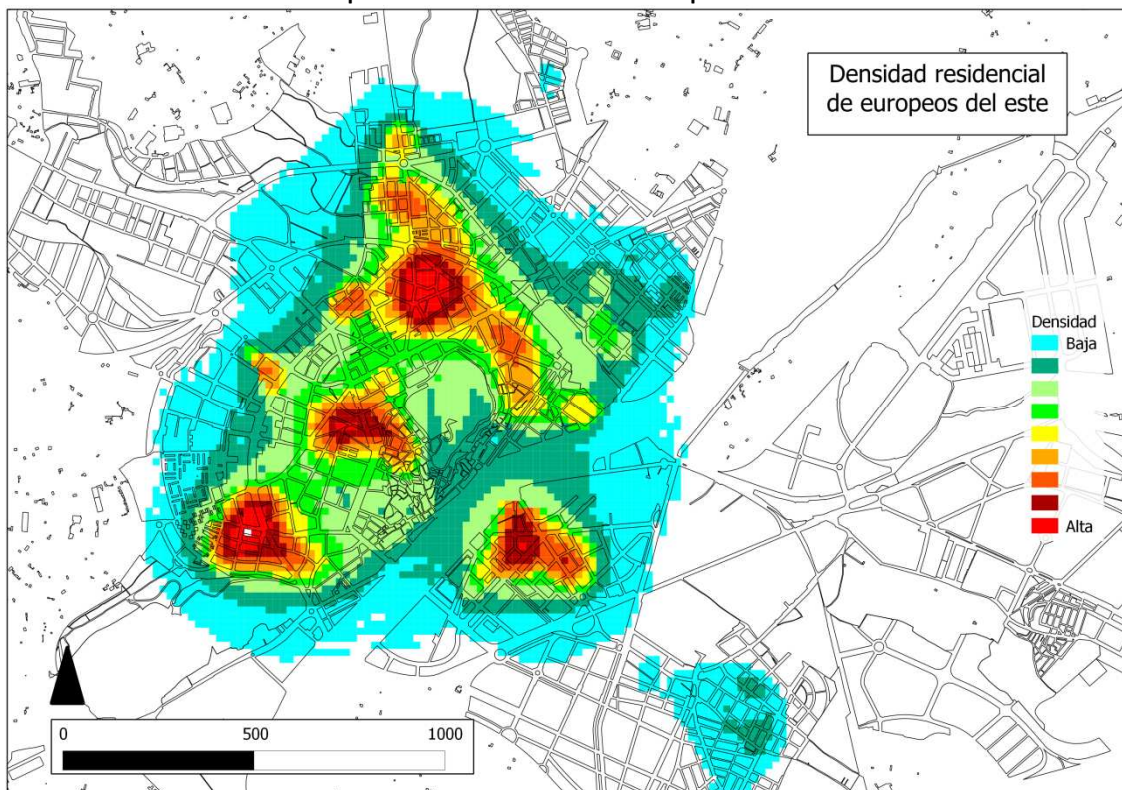 Densidad residencial
de europeos del este
Densidad
Baja
Alta
0 500 1000